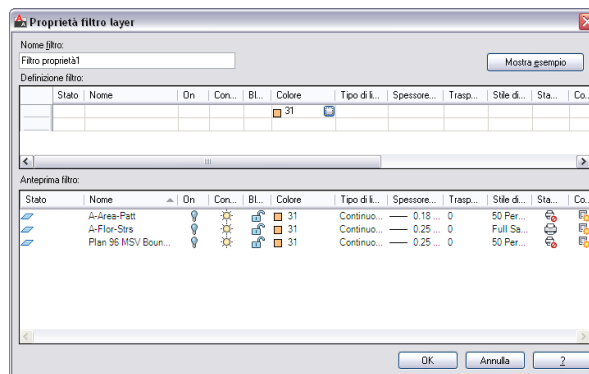 Proprietà filtro layer
Nome filtro:
Filtro proprietà1
Mostra esempio
Definizione filtro:
Stato Nome On Con... Bl... Colore Tipo di li... Spessore... Trasp... Stile di... Sta... Co..
31
Anteprima filtro:
Stato Nome On Con... Bl... Colore Tipo di li... Spessore... Trasp... Stile di... Sta... Co..
A-Area-Patt 31 Continuo... 0.18 ... 0 50 Per...
A-Flor-Strs 31 Continuo... 0.25 ... 0 Full Sa...
Plan 96 MSV Boun... 31 Continuo... 0.25 ... 0 50 Per...
OK Annulla ?